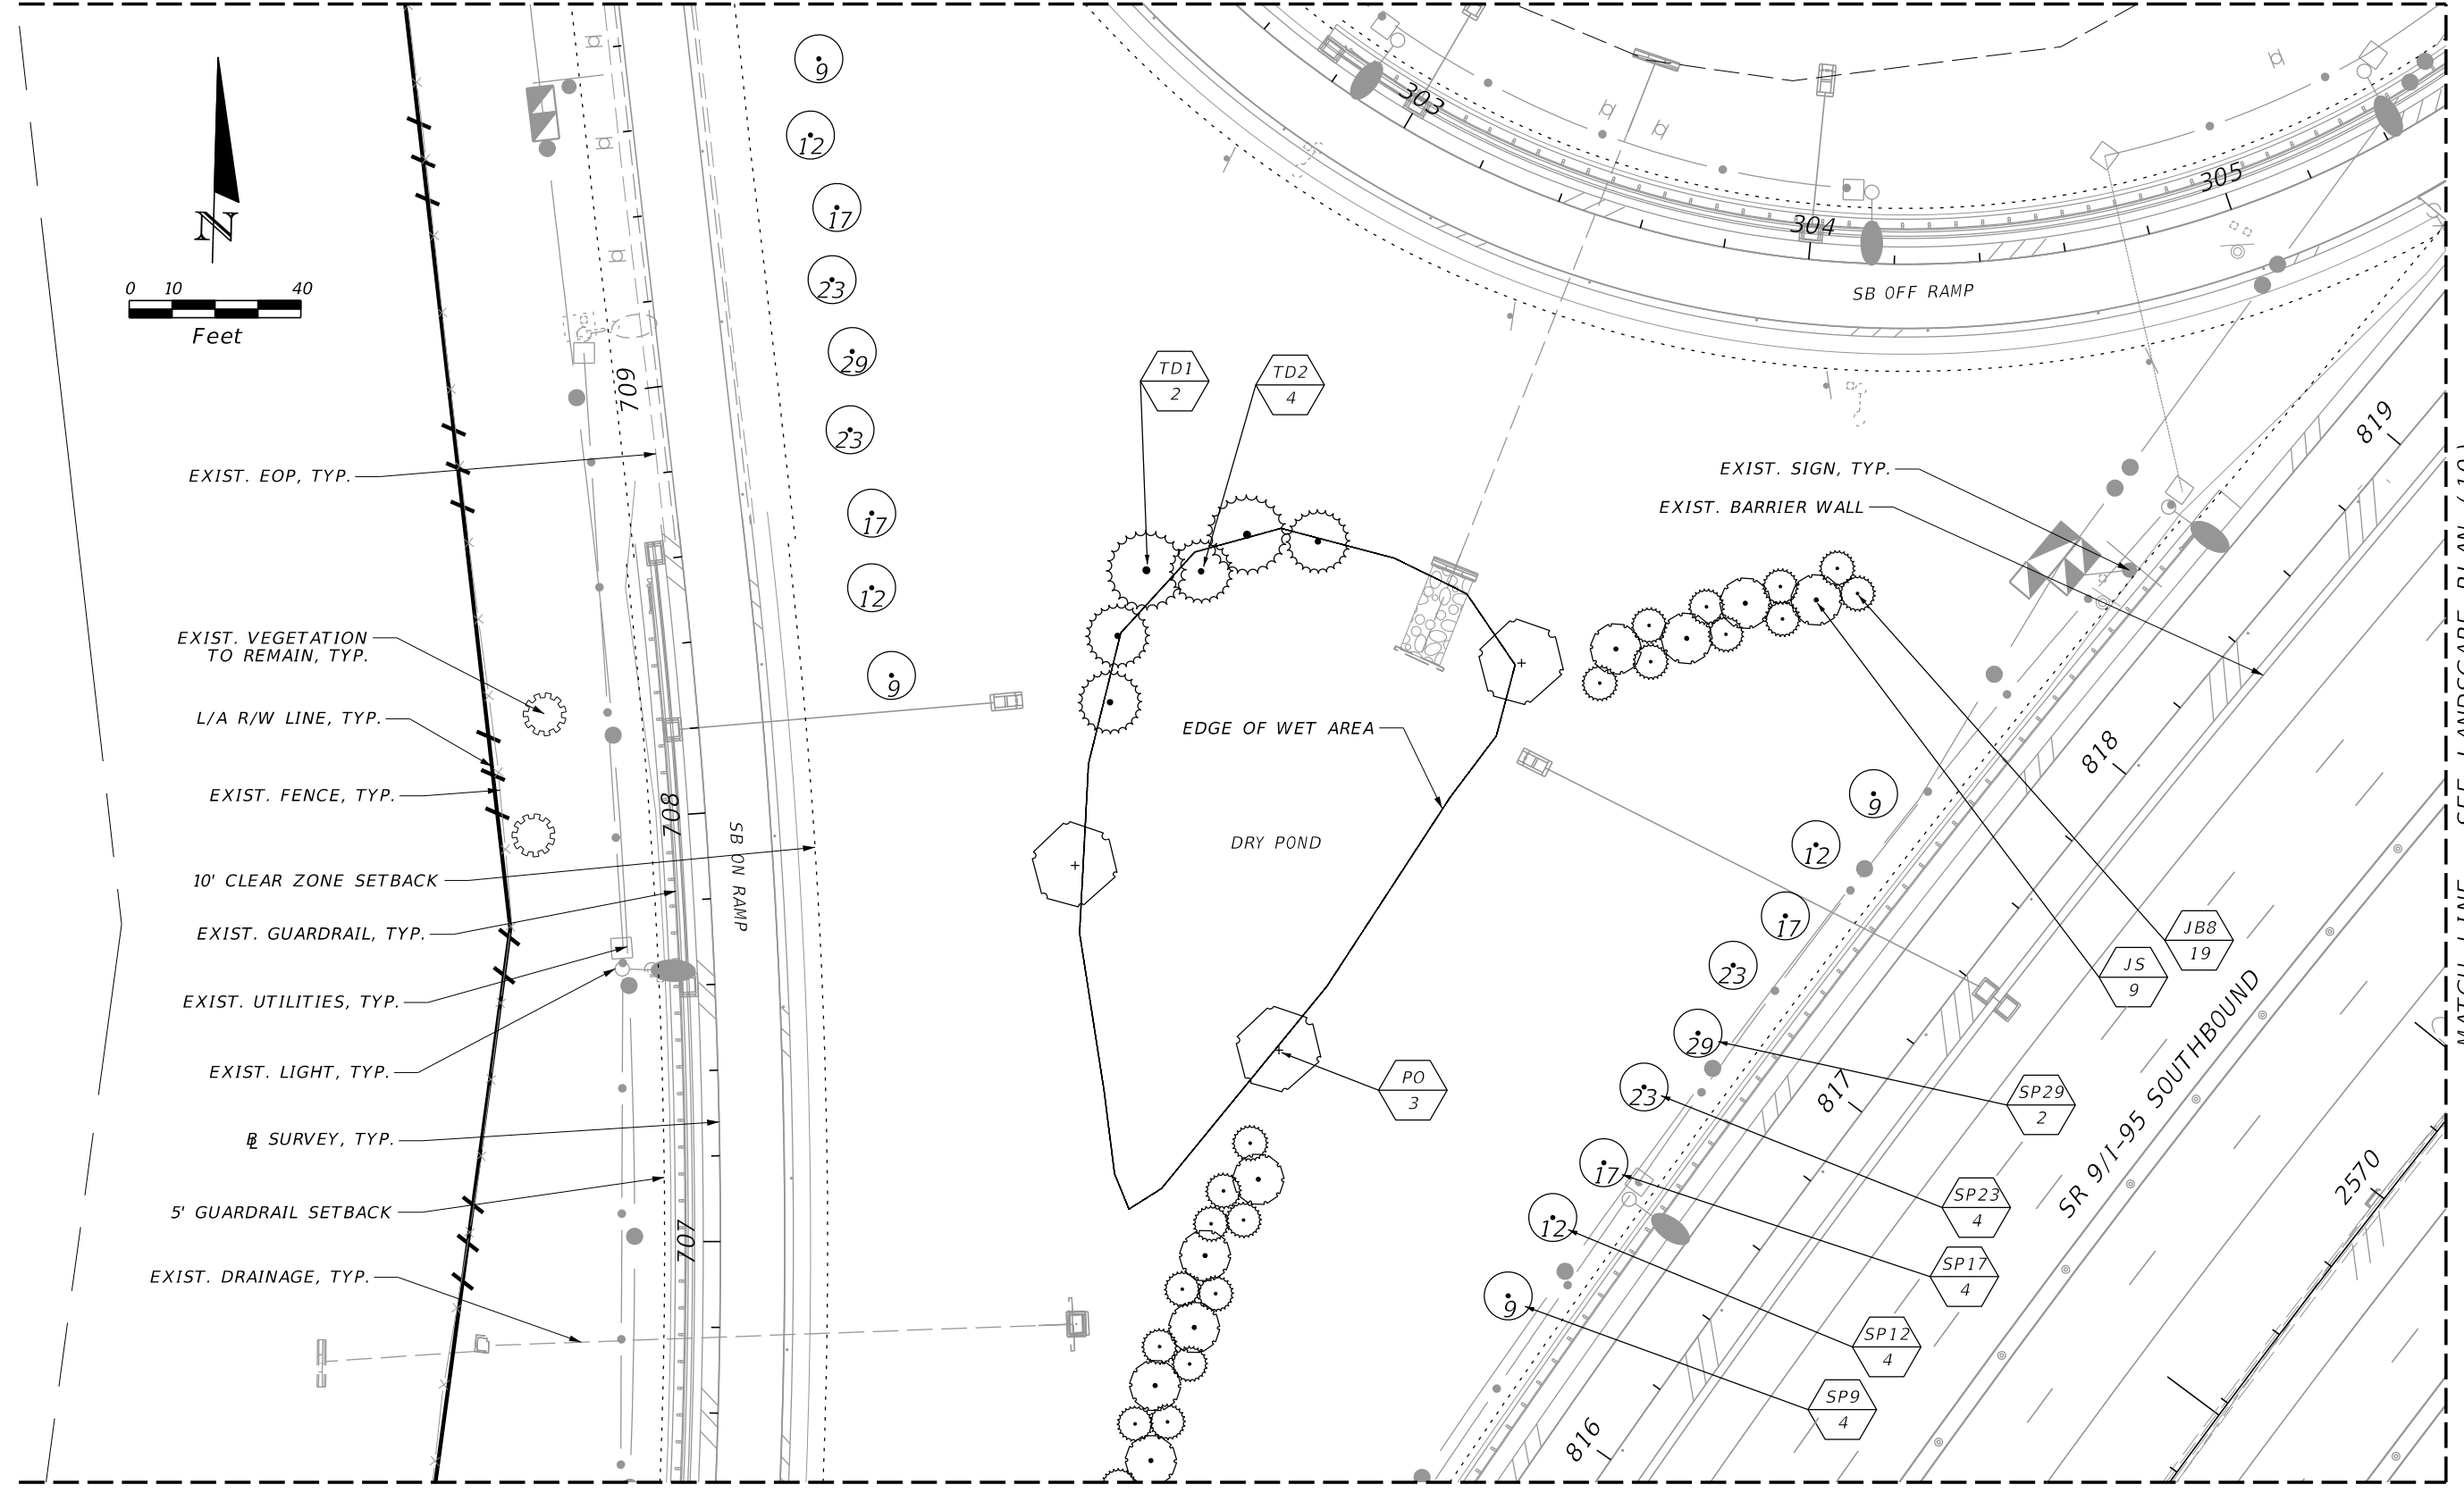 9
12
17
23
29
23
17
12
9
303
304
305
SB OFF RAMP
N
0 10 40
Feet
709
TD1
2
TD2
4
EXIST. EOP, TYP.
EXIST. SIGN, TYP.
EXIST. BARRIER WALL
819
EXIST. VEGETATION
TO REMAIN, TYP.
L/A R/W LINE, TYP.
EXIST. FENCE, TYP.
EDGE OF WET AREA
DRY POND
818
708
SB ON RAMP
10' CLEAR ZONE SETBACK
EXIST. GUARDRAIL, TYP.
EXIST. UTILITIES, TYP.
EXIST. LIGHT, TYP.
BL SURVEY, TYP.
5' GUARDRAIL SETBACK
EXIST. DRAINAGE, TYP.
707
9
12
17
23
29
23
17
12
9
JB8
19
JS
9
PO
3
SP29
2
SP23
4
SP17
4
SP12
4
SP9
4
817
816
SR 9/I-95 SOUTHBOUND
2570